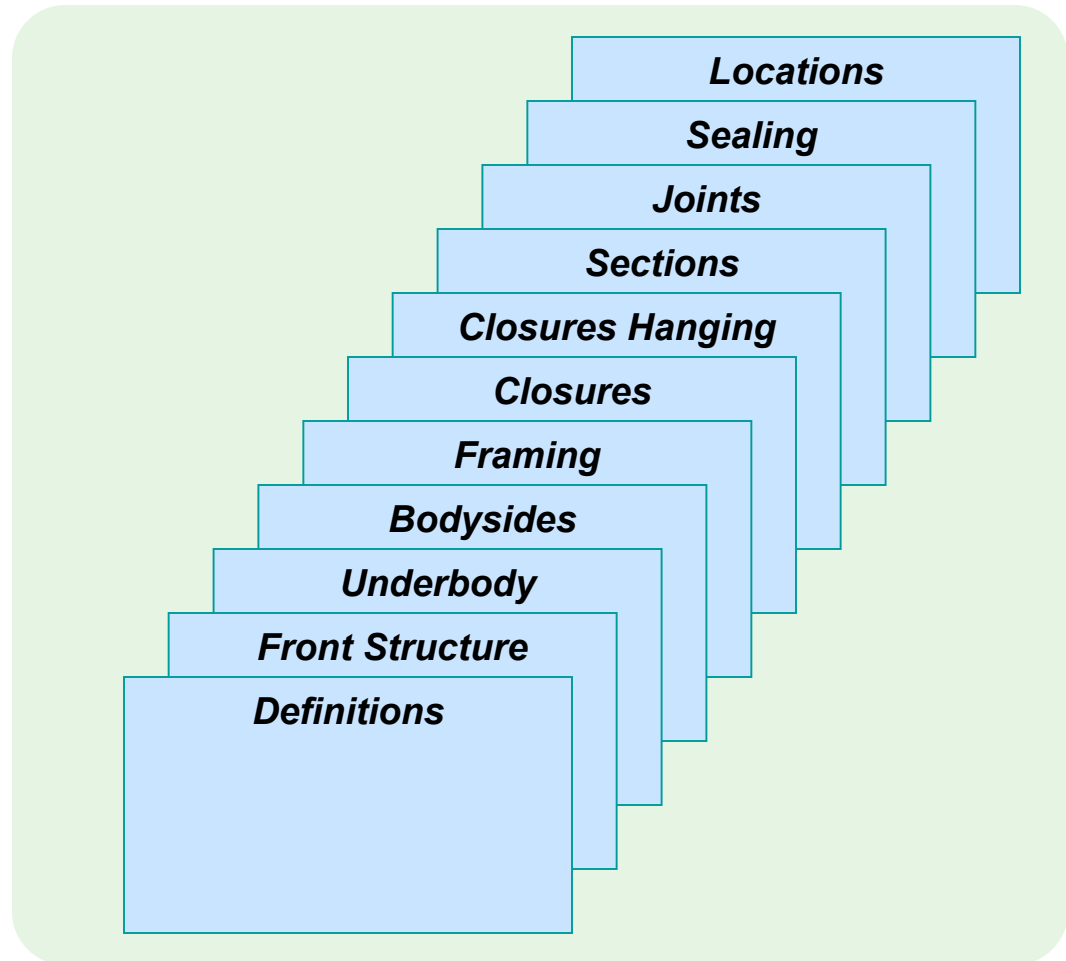 Locations
Sealing
Joints
Sections
Closures Hanging
Closures
Framing
Bodysides
Underbody
Front Structure
Definitions